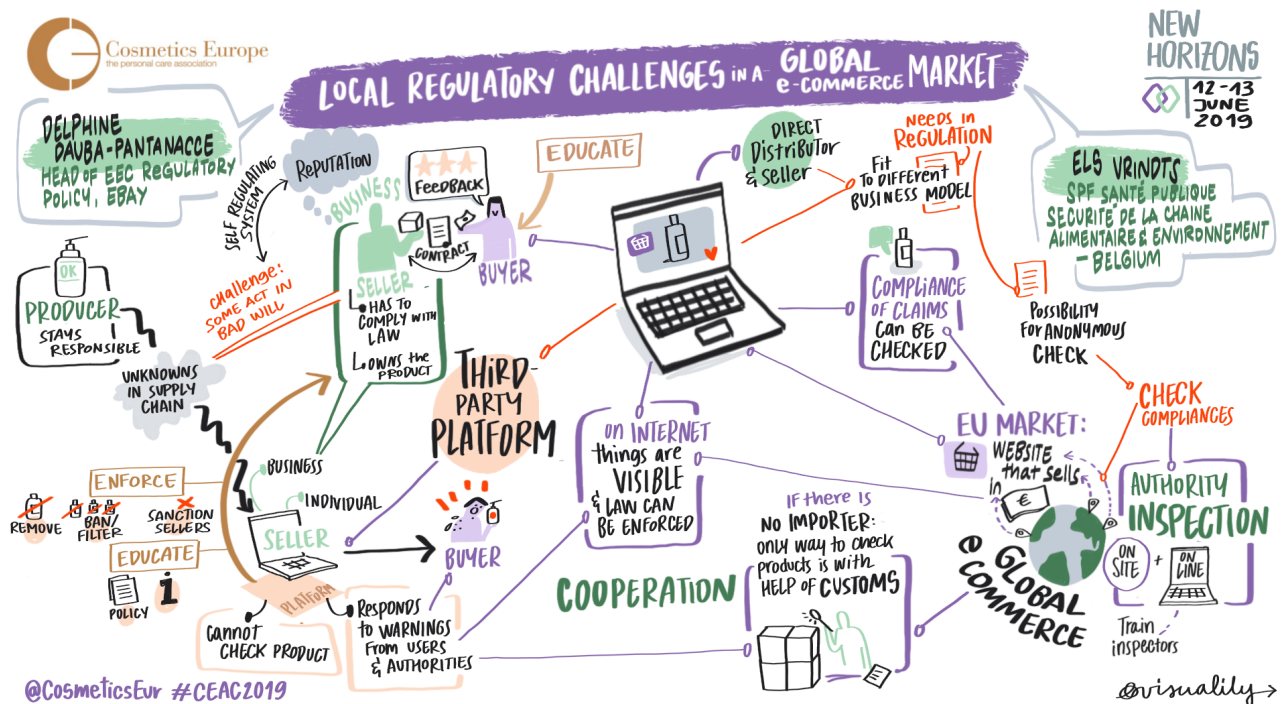 Cosmetics Europe
the personal care association
LOCAL REGULATORY CHALLENGES IN A GLOBAL e-COMMERCE MARKET
NEW
HORIZONS
12-13
JUNE
2019
DELPHINE
DAUBA-PANTANACCE
HEAD OF EEC REGULATORY
POLICY, EBAY
ELS VRINDTS
SPF SANTÉ PUBLIQUE
SECURITE DE LA CHAINE
ALIMENTAIRE & ENVIRONNEMENT
- BELGIUM
SELF REGULATING
SYSTEM
REPUTATION
Challenge:
SOME ACT IN
BAD WILL
BUSINESS
SELLER
FEEDBACK
CONTRACT
BUYER
HAS TO
COMPLY WITH
LAW
OWNS THE
PRODUCT
EDUCATE
DIRECT
DISTRIBUTOR
& Seller
NEEDS IN
REGULATION
FIT
TO DIFFERENT
BUSINESS MODEL
OK
PRODUCER
STAYS
RESPONSIBLE
UNKNOWNS
IN SUPPLY
CHAIN
COMPLIANCE
OF CLAIMS
CAN BE
CHECKED
POSSIBILITY
FOR ANONYMOUS
CHECK
CHECK
COMPLIANCES
THIRD-
PARTY
PLATFORM
ON INTERNET
things are
VISIBLE
& LAW CAN
BE ENFORCED
EU MARKET:
WEBSITE
that sells
in
€
GLOBAL
e COMMERCE
AUTHORITY
INSPECTION
ON
SITE
+
ON
LINE
Train
inspectors
BUSINESS
INDIVIDUAL
SELLER
BUYER
PLATFORM
ENFORCE
REMOVE
BAN/
FILTER
SANCTION
SELLERS
EDUCATE
POLICY
i
Cannot
CHECK PRODUCT
RESPONDS
to WARNINGS
FROM USERS
& AUTHORITIES
COOPERATION
IF there IS
NO IMPORTER:
only way to check
products is with
HELP OF CUSTOMS
@CosmeticsEur #CEAC2019
visualily